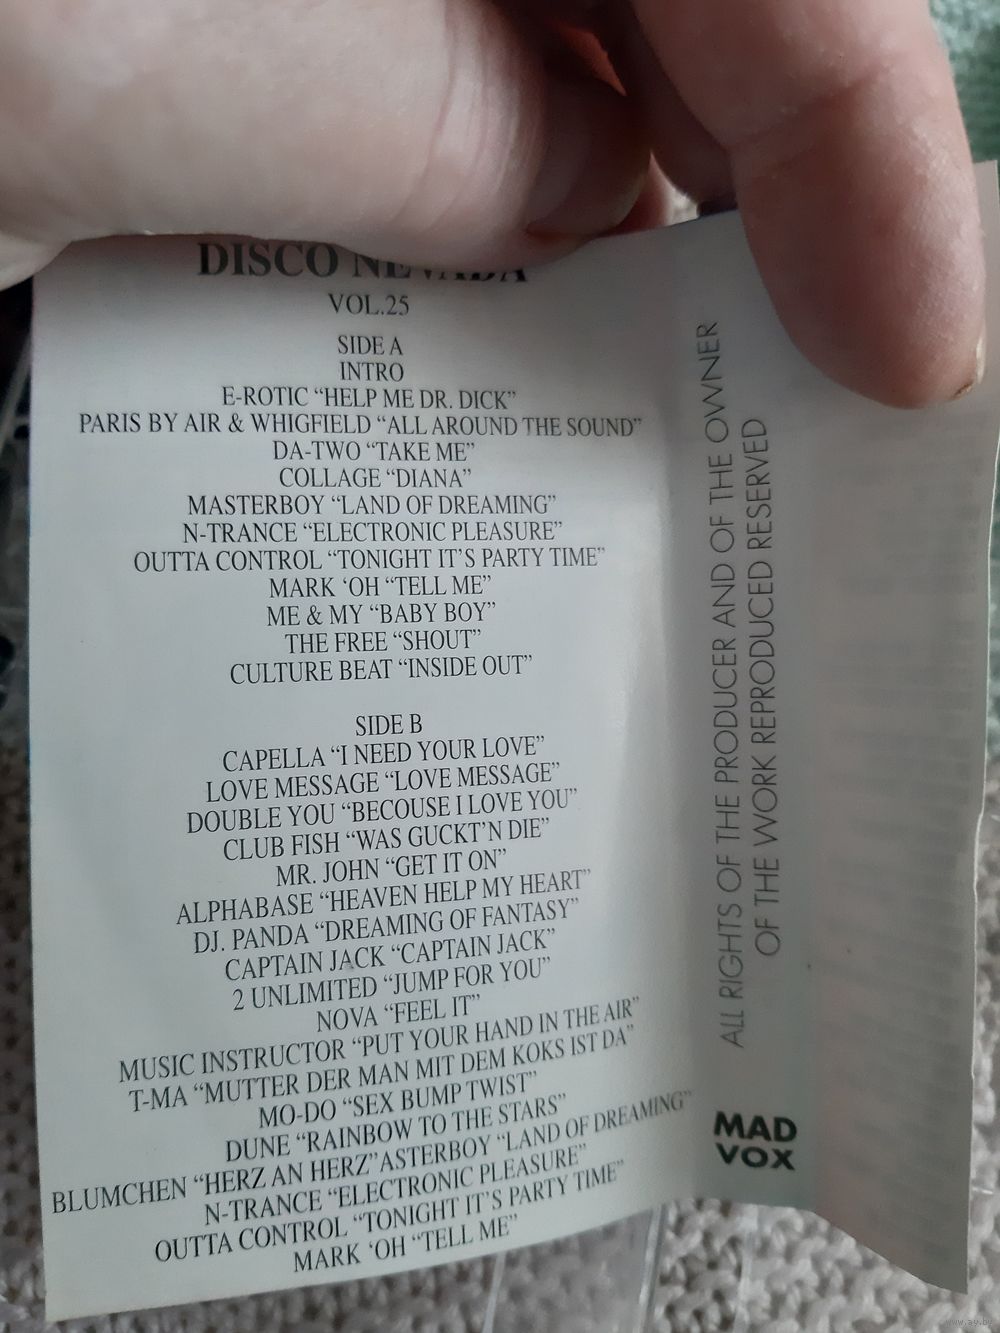 DISCO NEVADA
VOL.25
SIDE A
INTRO
E-ROTIC “HELP ME DR. DICK”
PARIS BY AIR & WHIGFIELD “ALL AROUND THE SOUND”
DA-TWO “TAKE ME”
COLLAGE “DIANA”
MASTERBOY “LAND OF DREAMING”
N-TRANCE “ELECTRONIC PLEASURE”
OUTTA CONTROL “TONIGHT IT’S PARTY TIME”
MARK ‘OH “TELL ME”
ME & MY “BABY BOY”
THE FREE “SHOUT”
CULTURE BEAT “INSIDE OUT”
SIDE B
CAPELLA “I NEED YOUR LOVE”
LOVE MESSAGE “LOVE MESSAGE”
DOUBLE YOU “BECOUSE I LOVE YOU”
CLUB FISH “WAS GUCKT’N DIE”
MR. JOHN “GET IT ON”
ALPHABASE “HEAVEN HELP MY HEART”
DJ. PANDA “DREAMING OF FANTASY”
CAPTAIN JACK “CAPTAIN JACK”
2 UNLIMITED “JUMP FOR YOU”
NOVA “FEEL IT”
MUSIC INSTRUCTOR “PUT YOUR HAND IN THE AIR”
T-MA “MUTTER DER MAN MIT DEM KOKS IST DA”
MO-DO “SEX BUMP TWIST”
DUNE “RAINBOW TO THE STARS”
BLUMCHEN “HERZ AN HERZ”ASTERBOY “LAND OF DREAMING”
N-TRANCE “ELECTRONIC PLEASURE”
OUTTA CONTROL “TONIGHT IT’S PARTY TIME”
MARK ‘OH “TELL ME”
ALL RIGHTS OF THE PRODUCER AND OF THE OWNER
OF THE WORK REPRODUCED RESERVED
MAD
VOX
www.ay.by